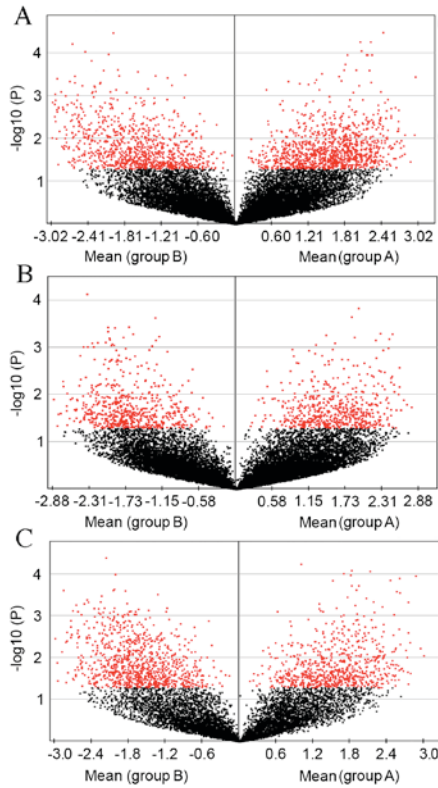 A
4
3
2
1
-log10 (P)
-3.02 -2.41 -1.81 -1.21 -0.60 0.60 1.21 1.81 2.41 3.02
Mean (group B) Mean (group A)
B
4
3
2
1
-log10 (P)
-2.88 -2.31 -1.73 -1.15 -0.58 0.58 1.15 1.73 2.31 2.88
Mean (group B) Mean (group A)
C
4
3
2
1
-log10 (P)
-3.0 -2.4 -1.8 -1.2 -0.6 0.6 1.2 1.8 2.4 3.0
Mean (group B) Mean (group A)